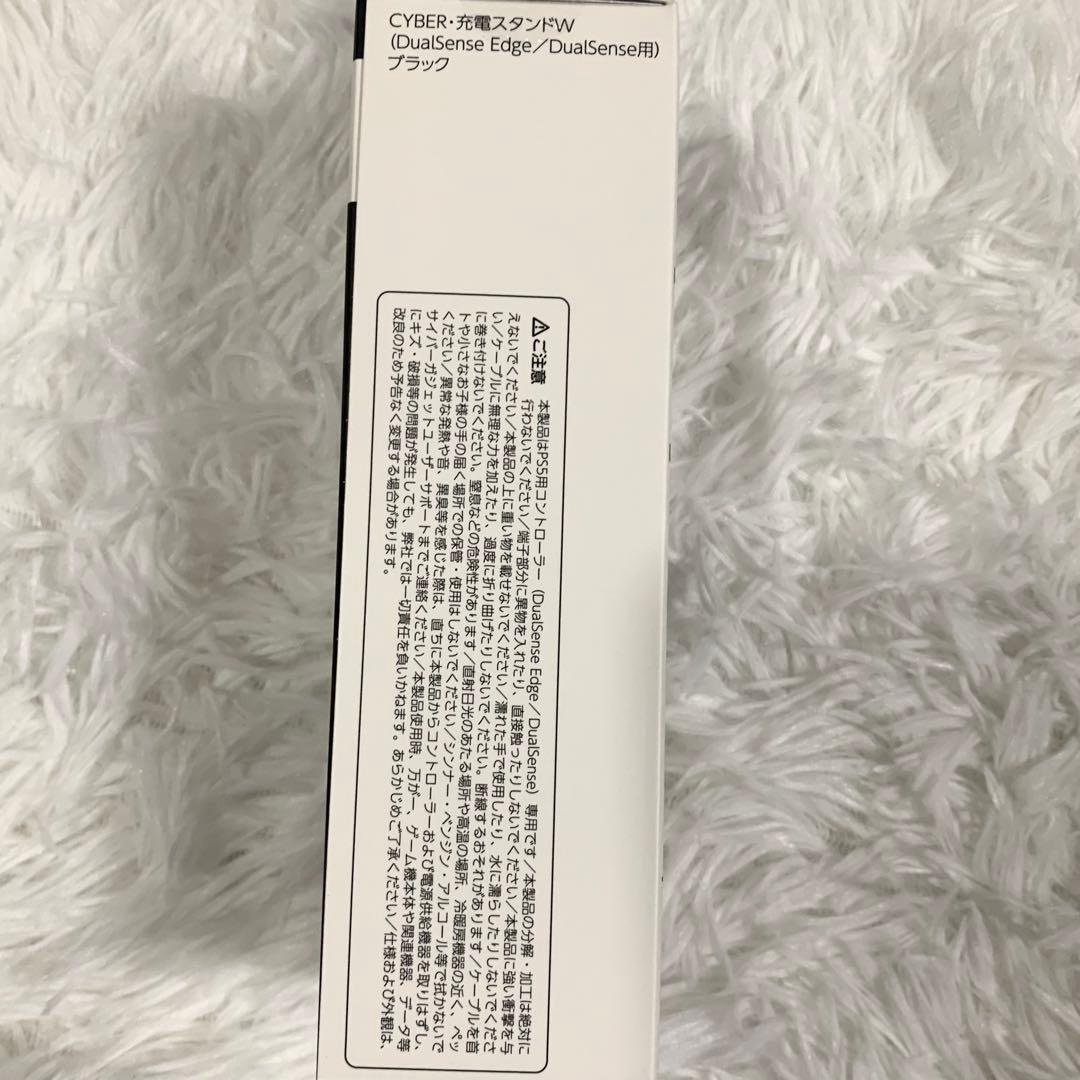 CYBER・充電スタンドW
(DualSense Edge／DualSense用)
ブラック
⚠ご注意 本製品はPS5用コントローラー（DualSense Edge／DualSense）専用です／本製品の分解・加工は絶対に
行わないでください／端子部分に異物を入れたり、直接触ったりしないでください／本製品に強い衝撃を与
えないでください／本製品の上に重い物を載せないでください／濡れた手で使用したり、水に濡らしたりしないでくださ
い／ケーブルに無理な力を加えたり、過度に折り曲げたりしないでください。断線するおそれがあります／ケーブルを首
に巻き付けないでください。窒息などの危険性があります／直射日光のあたる場所や高温の場所、冷暖房機器の近く、ペッ
トや小さなお子様の手の届く場所での保管・使用はしないでください／シンナー・ベンジン・アルコール等で拭かないで
ください／異常な発熱や音、異臭等を感じた際は、直ちに本製品からコントローラーおよび電源供給機器を取りはずし、
サイバーガジェットユーザーサポートまでご連絡ください／本製品使用時、万が一、ゲーム機本体や関連機器、データ等
にキズ・破損等の問題が発生しても、弊社では一切責任を負いかねます。あらかじめご了承ください／仕様および外観は、
改良のため予告なく変更する場合があります。